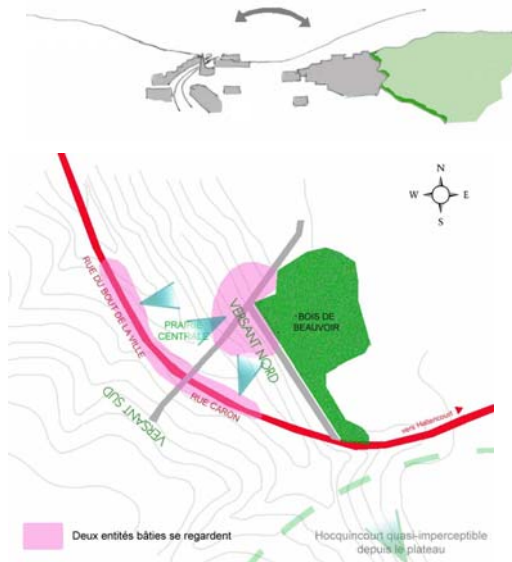 N
W E
S
RUE DU BOUT DE LA VILLE
PRAIRIE
CENTRALE
VERSANT NORD
BOIS DE
BEAUVOIR
VERSANT SUD
RUE CARON
vers Hallencourt
Deux entités bâties se regardent
Hocquincourt quasi-imperceptible
depuis le plateau